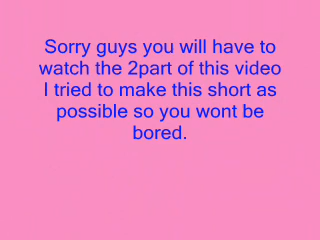 Sorry guys you will have to
watch the 2part of this video
I tried to make this short as
possible so you wont be
bored.